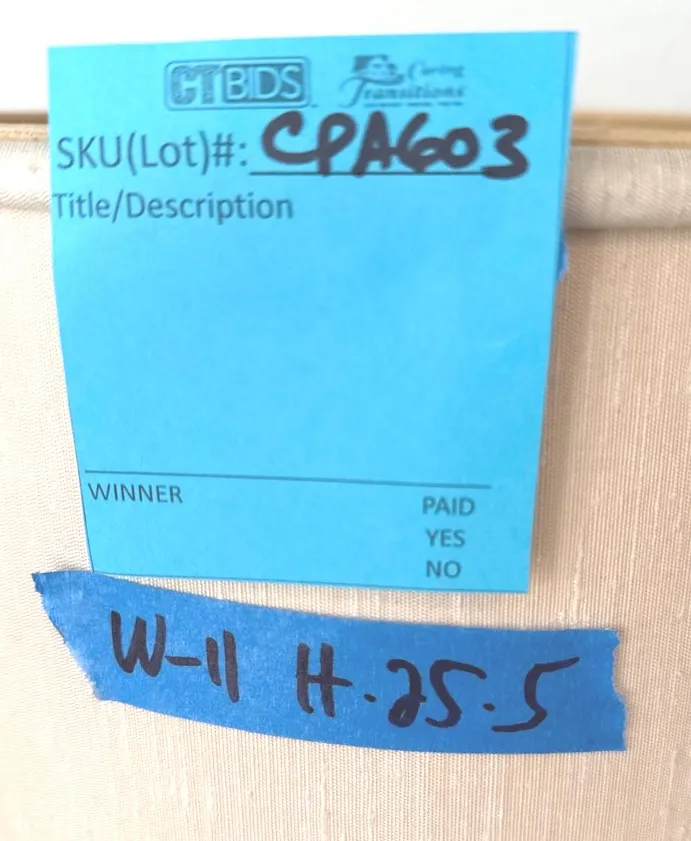 CTBIDS
Caring
Transitions
SKU(Lot)#: CPA603
Title/Description
WINNER
PAID
YES
NO
W-11 H.25.5